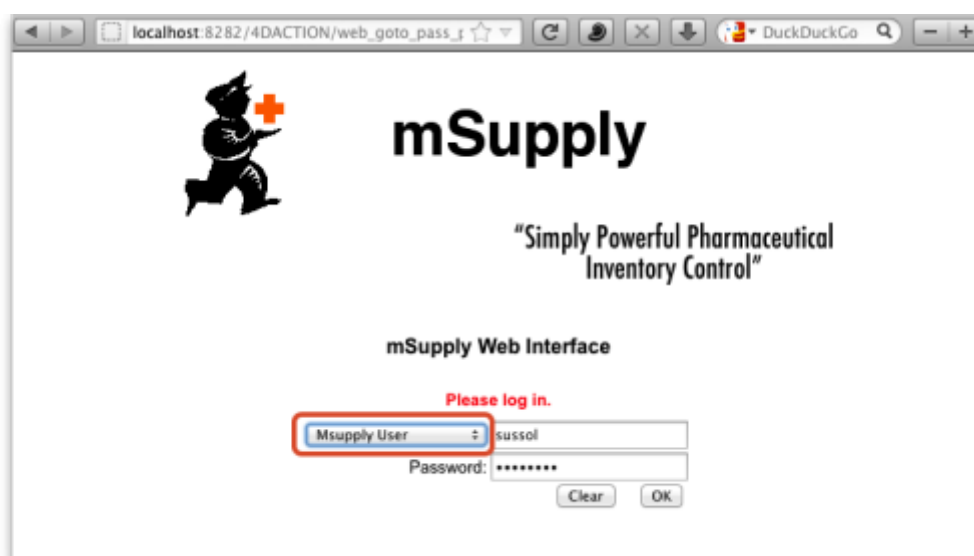 localhost:8282/4DACTION/web_goto_pass_
DuckDuckGo
mSupply
"Simply Powerful Pharmaceutical
Inventory Control"
mSupply Web Interface
Please log in.
Msupply User
sussol
Password: ••••••••
Clear
OK